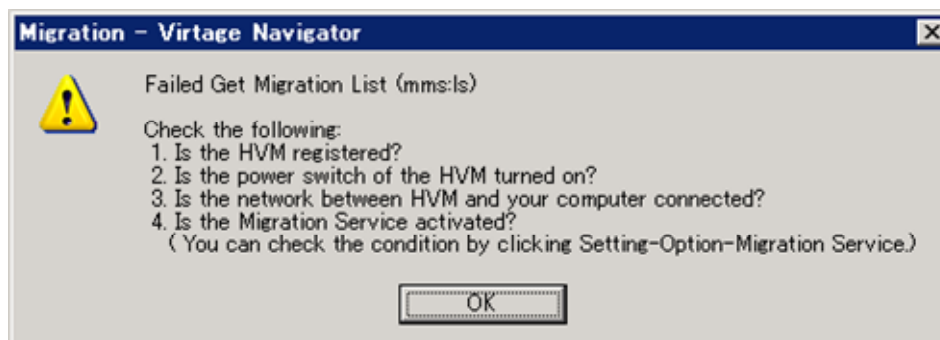 Migration - Virtage Navigator
Failed Get Migration List (mms:ls)
Check the following:
1. Is the HVM registered?
2. Is the power switch of the HVM turned on?
3. Is the network between HVM and your computer connected?
4. Is the Migration Service activated?
( You can check the condition by clicking Setting-Option-Migration Service.)
OK